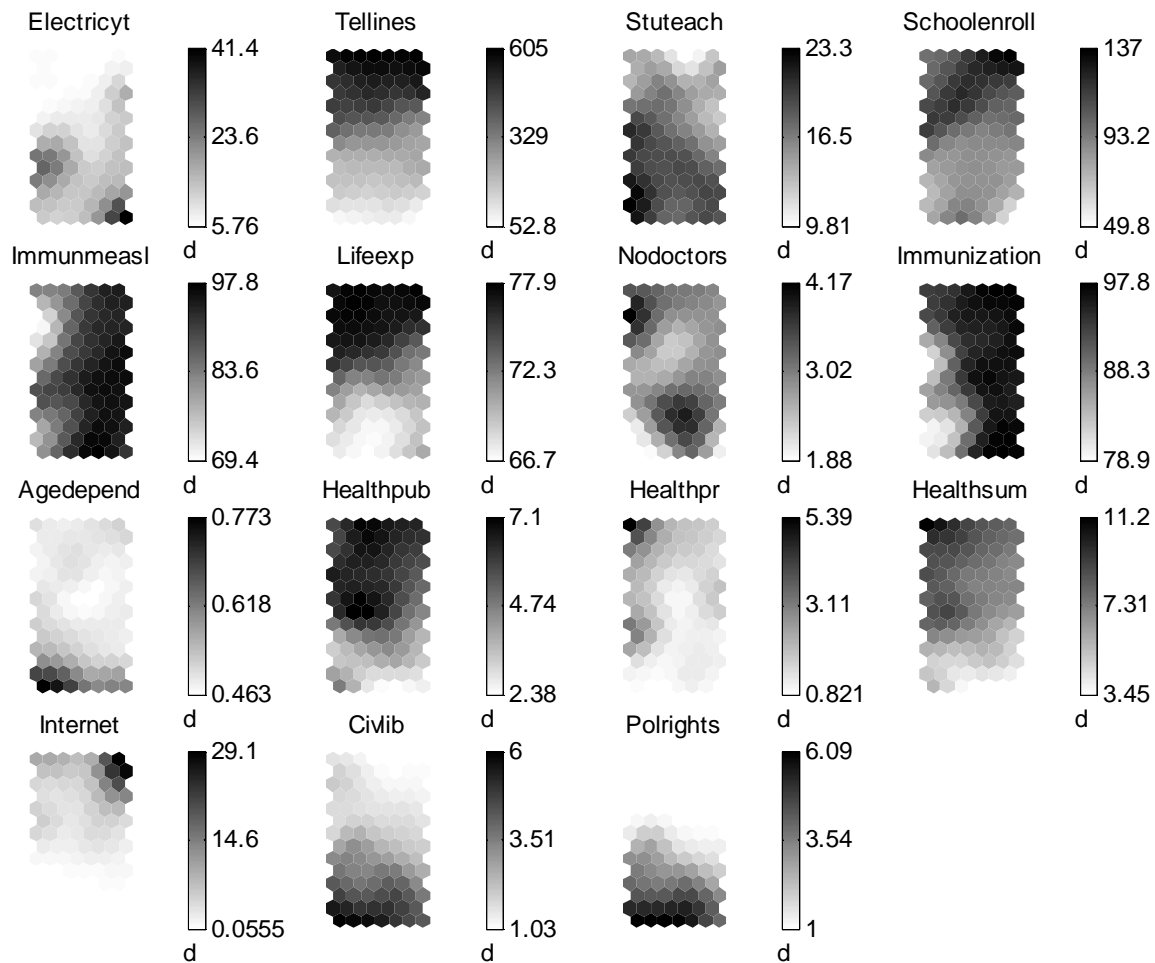 Electricyt Tellines Stuteach Schoolenroll
41.4 605 23.3 137
23.6 329 16.5 93.2
5.76 52.8 9.81 49.8
d d d d
Immunmeasl Lifeexp Nodoctors Immunization
97.8 77.9 4.17 97.8
83.6 72.3 3.02 88.3
69.4 66.7 1.88 78.9
d d d d
Agedepend Healthpub Healthpr Healthsum
0.773 7.1 5.39 11.2
0.618 4.74 3.11 7.31
0.463 2.38 0.821 3.45
d d d d
Internet Civlib Polrights
29.1 6 6.09
14.6 3.51 3.54
0.0555 1.03 1
d d d